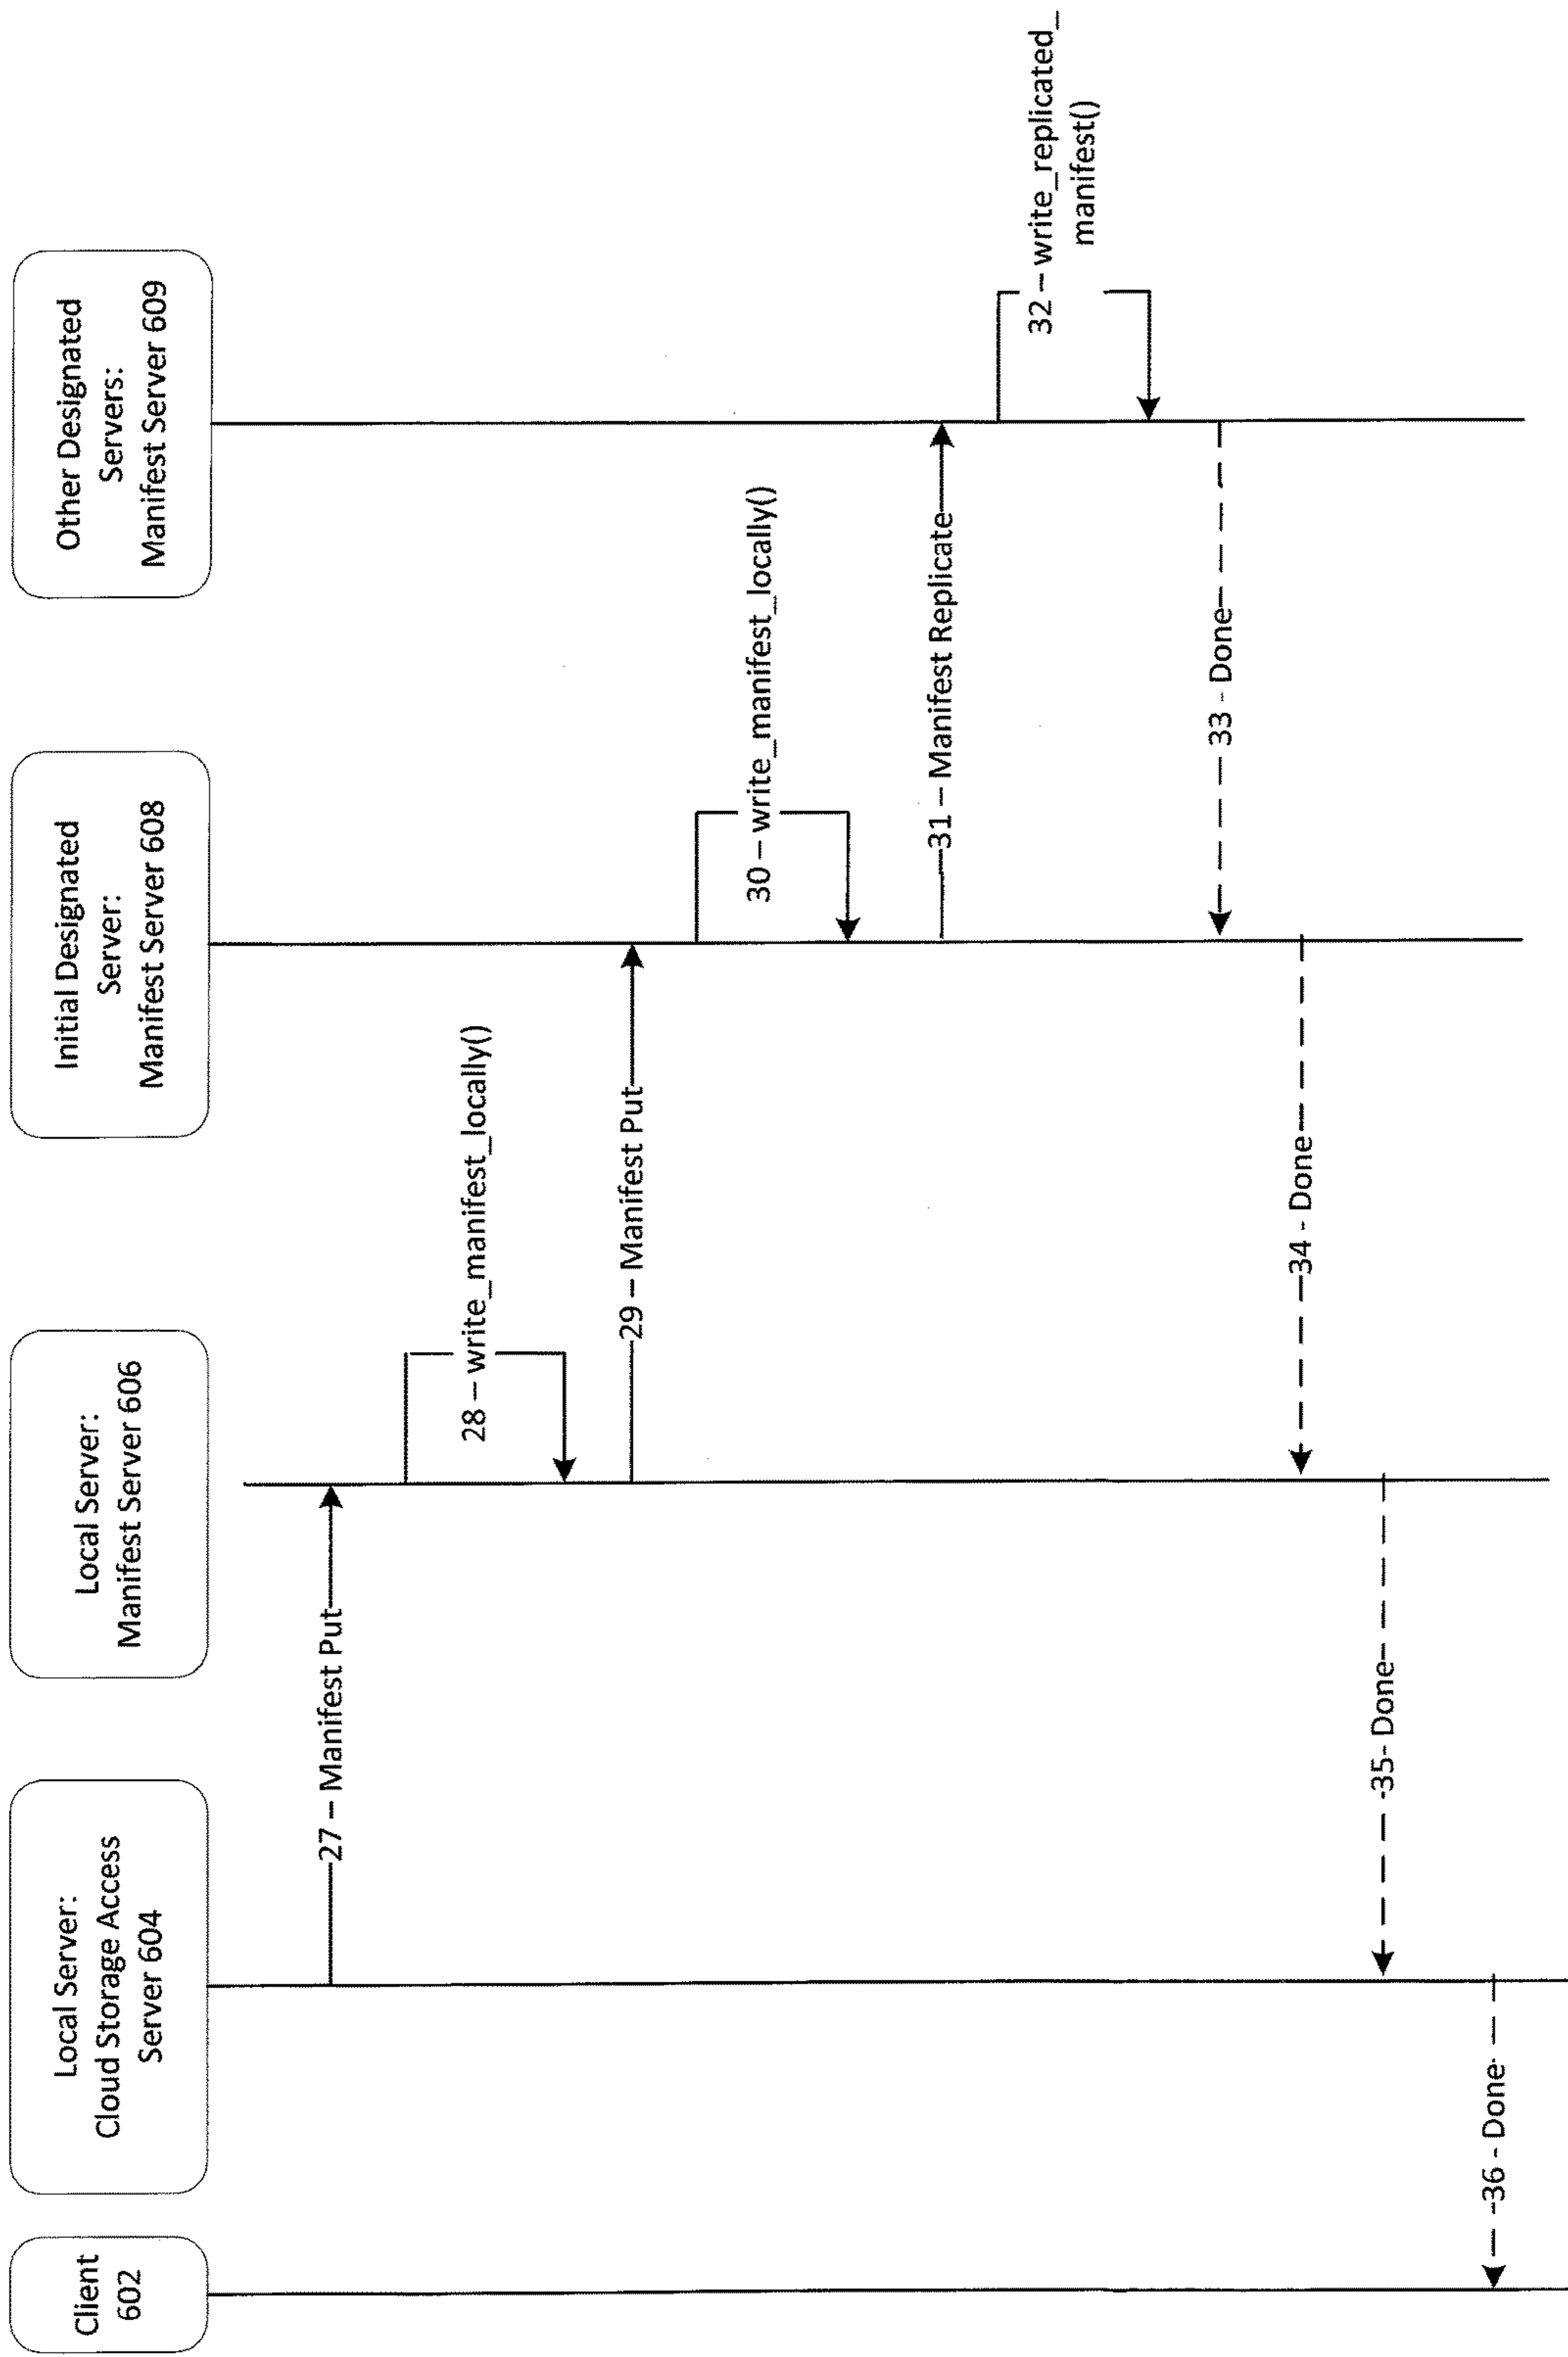 Client
602
Local Server:
Cloud Storage Access
Server 604
Local Server:
Manifest Server 606
Initial Designated
Server:
Manifest Server 608
Other Designated
Servers:
Manifest Server 609
27 – Manifest Put
28 – write_manifest_locally()
29 – Manifest Put
30 – write_manifest_locally()
31 – Manifest Replicate
32 – write_replicated_
manifest()
33 - Done
34 - Done
35- Done
36 - Done